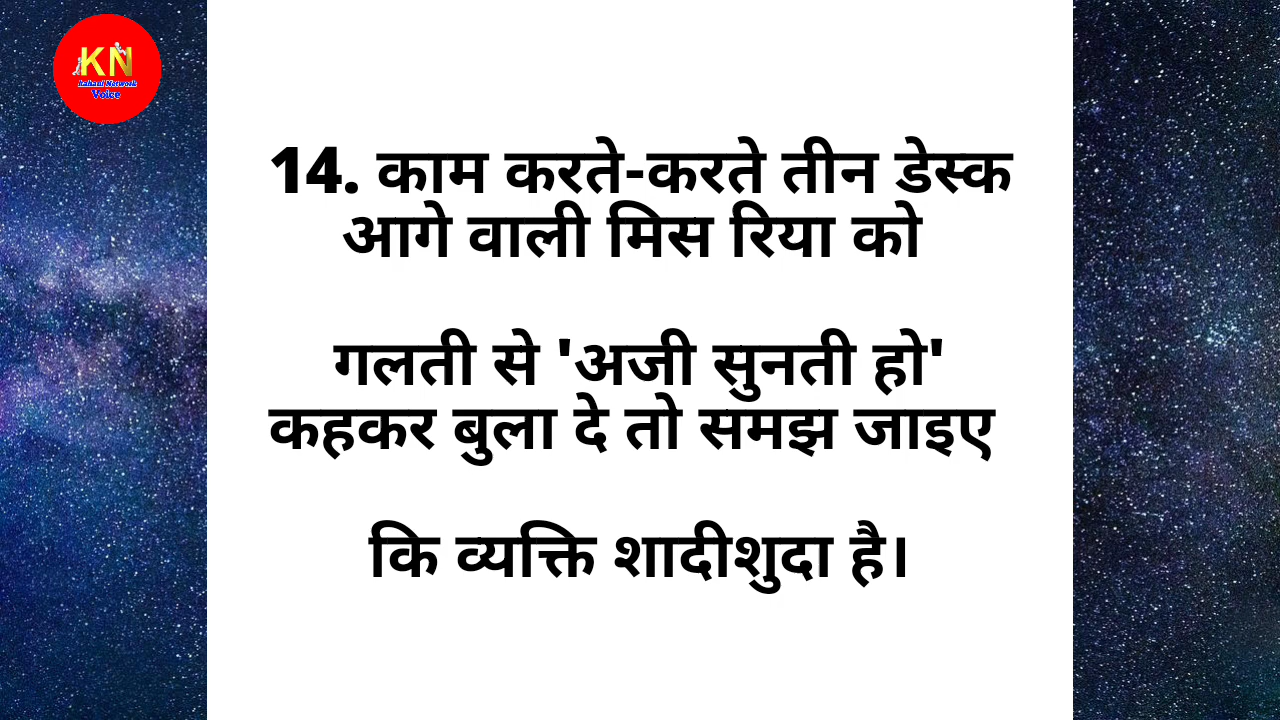 KN
Voice
14. काम करते-करते तीन डेस्क
आगे वाली मिस रिया को
गलती से 'अजी सुनती हो'
कहकर बुला दे तो समझ जाइए
कि व्यक्ति शादीशुदा है।